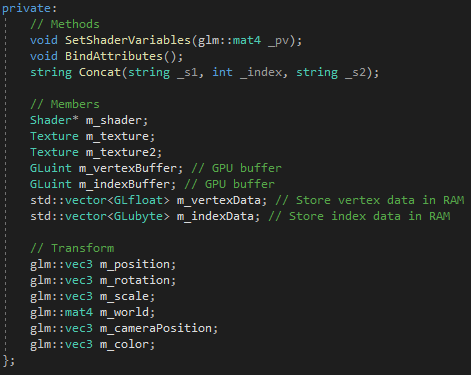 private:
// Methods
void SetShaderVariables(glm::mat4 _pv);
void BindAttributes();
string Concat(string _s1, int _index, string _s2);
// Members
Shader* m_shader;
Texture m_texture;
Texture m_texture2;
GLuint m_vertexBuffer; // GPU buffer
GLuint m_indexBuffer; // GPU buffer
std::vector<GLfloat> m_vertexData; // Store vertex data in RAM
std::vector<GLubyte> m_indexData; // Store index data in RAM
// Transform
glm::vec3 m_position;
glm::vec3 m_rotation;
glm::vec3 m_scale;
glm::mat4 m_world;
glm::vec3 m_cameraPosition;
glm::vec3 m_color;
};